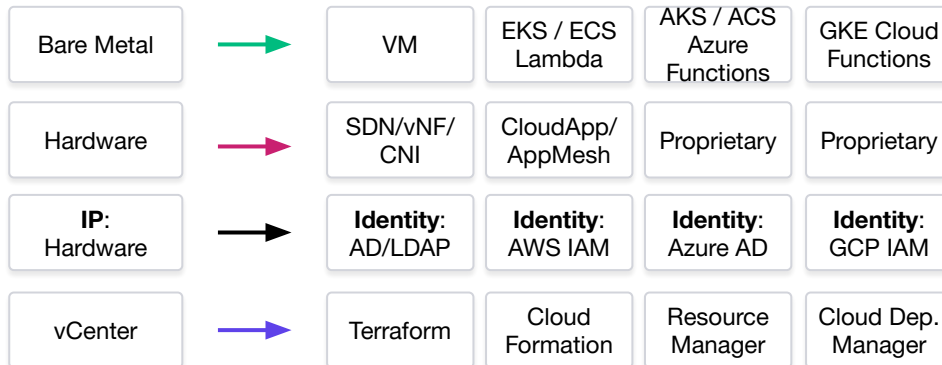 Bare Metal
VM
EKS / ECS
Lambda
AKS / ACS
Azure
Functions
GKE Cloud
Functions
Hardware
SDN/vNF/
CNI
CloudApp/
AppMesh
Proprietary
Proprietary
IP:
Hardware
Identity:
AD/LDAP
Identity:
AWS IAM
Identity:
Azure AD
Identity:
GCP IAM
vCenter
Terraform
Cloud
Formation
Resource
Manager
Cloud Dep.
Manager